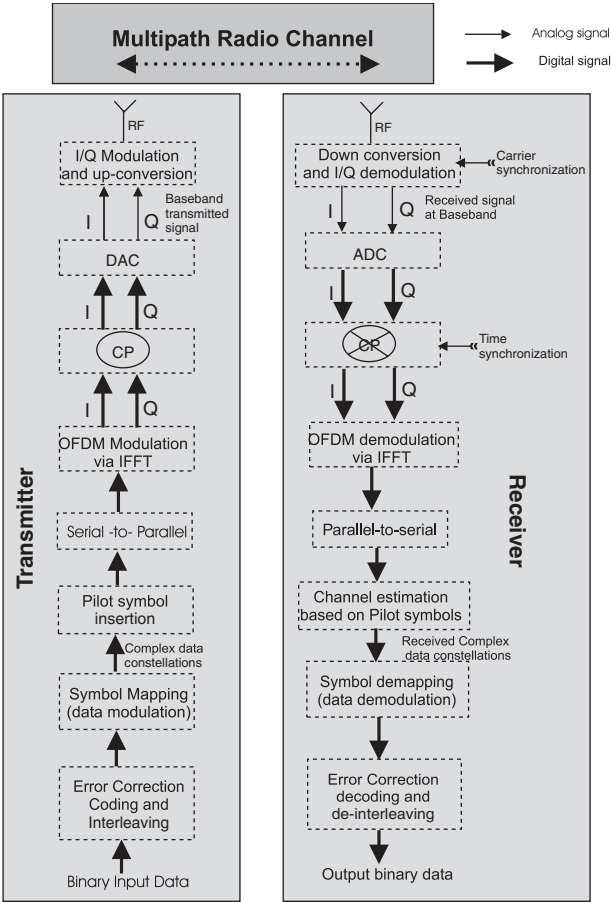 Multipath Radio Channel
Analog signal
Digital signal
Transmitter
RF
I/Q Modulation
and up-conversion
Baseband
transmitted
signal
I
Q
DAC
I
Q
CP
I
Q
OFDM Modulation
via IFFT
Serial -to- Parallel
Pilot symbol
insertion
Complex data
constellations
Symbol Mapping
(data modulation)
Error Correction
Coding and
Interleaving
Binary Input Data
Receiver
RF
Down conversion
and I/Q demodulation
Carrier
synchronization
I
Q
Received signal
at Baseband
ADC
I
Q
CP
Time
synchronization
I
Q
OFDM demodulation
via IFFT
Parallel-to-serial
Channel estimation
based on Pilot symbols
Received Complex
data constellations
Symbol demapping
(data demodulation)
Error Correction
decoding and
de-interleaving
Output binary data